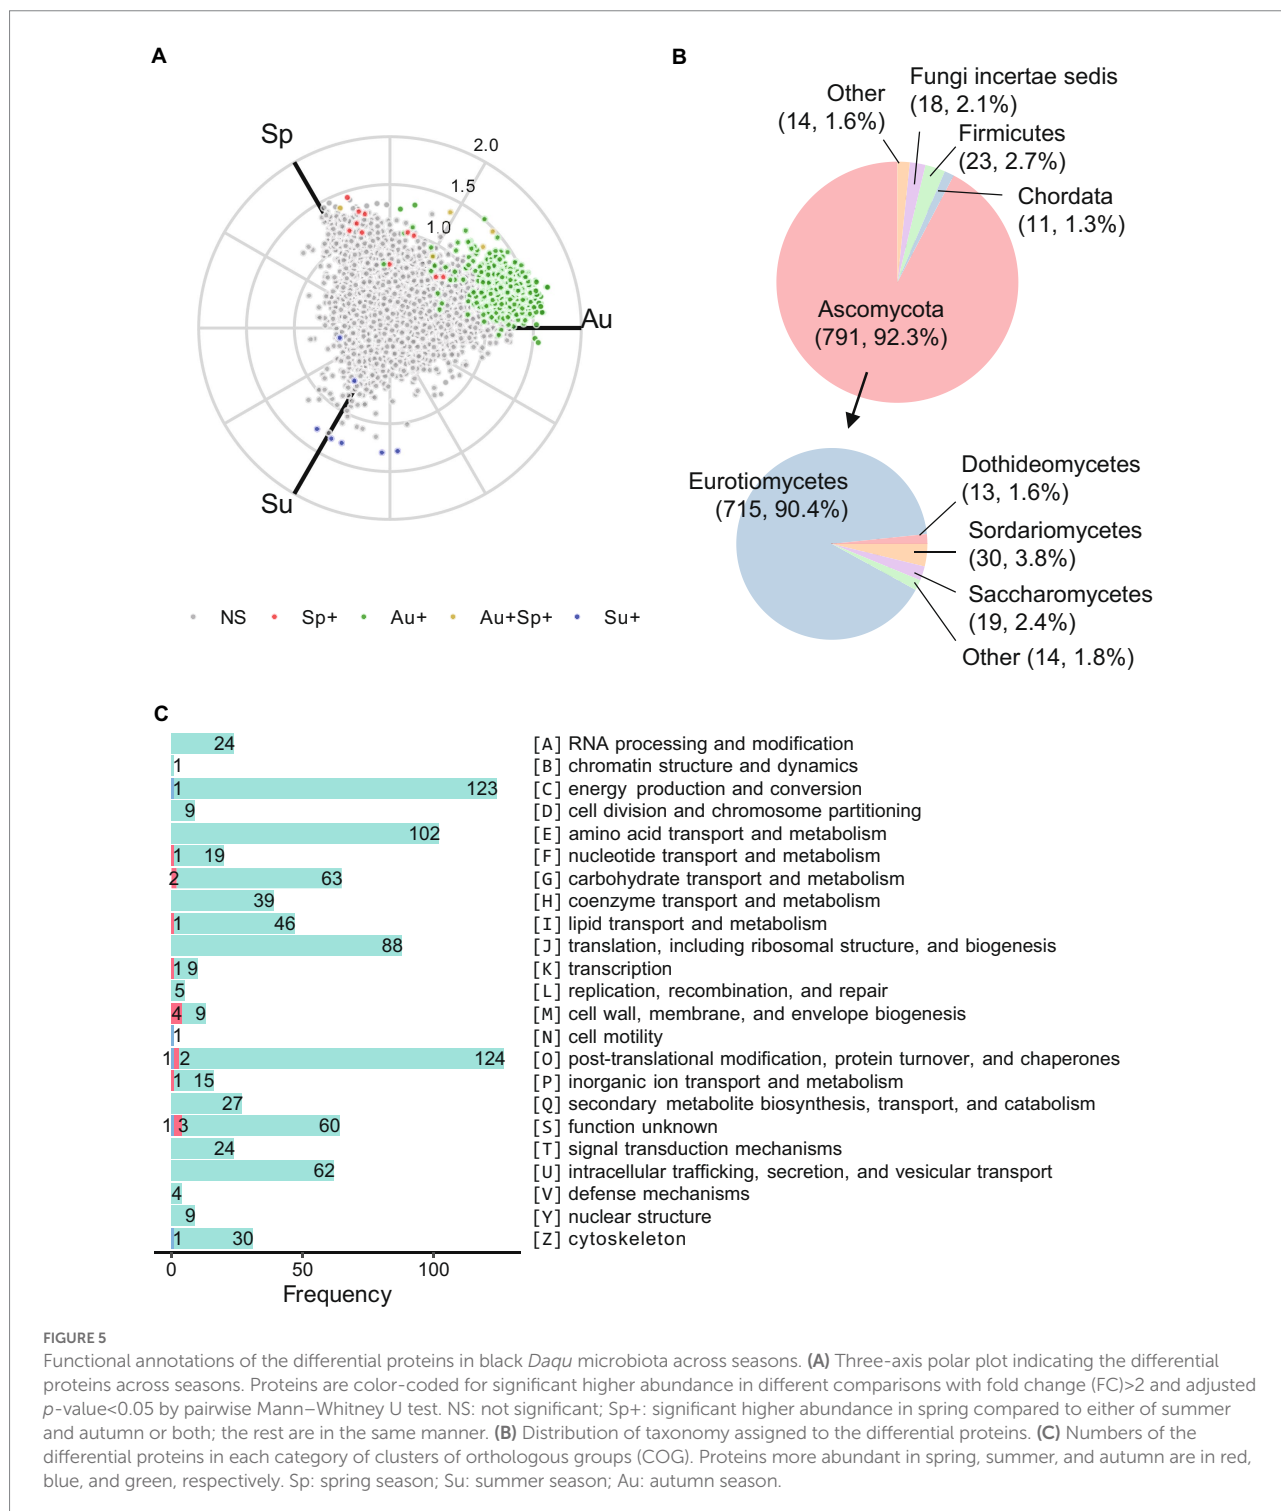 A
Sp
2.0
1.5
1.0
Au
Su
NS Sp+ Au+ Au+Sp+ Su+
B
Fungi incertae sedis
(18, 2.1%)
Other
(14, 1.6%)
Firmicutes
(23, 2.7%)
Chordata
(11, 1.3%)
Ascomycota
(791, 92.3%)
Eurotiomycetes
(715, 90.4%)
Dothideomycetes
(13, 1.6%)
Sordariomycetes
(30, 3.8%)
Saccharomycetes
(19, 2.4%)
Other (14, 1.8%)
C
24 [A] RNA processing and modification
1 [B] chromatin structure and dynamics
1 123 [C] energy production and conversion
9 [D] cell division and chromosome partitioning
102 [E] amino acid transport and metabolism
1 19 [F] nucleotide transport and metabolism
2 63 [G] carbohydrate transport and metabolism
39 [H] coenzyme transport and metabolism
1 46 [I] lipid transport and metabolism
88 [J] translation, including ribosomal structure, and biogenesis
1 9 [K] transcription
5 [L] replication, recombination, and repair
4 9 [M] cell wall, membrane, and envelope biogenesis
1 [N] cell motility
1 2 124 [O] post-translational modification, protein turnover, and chaperones
1 15 [P] inorganic ion transport and metabolism
27 [Q] secondary metabolite biosynthesis, transport, and catabolism
1 3 60 [S] function unknown
24 [T] signal transduction mechanisms
62 [U] intracellular trafficking, secretion, and vesicular transport
4 [V] defense mechanisms
9 [Y] nuclear structure
1 30 [Z] cytoskeleton
0 50 100
Frequency
FIGURE 5
Functional annotations of the differential proteins in black Daqu microbiota across seasons. (A) Three-axis polar plot indicating the differential
proteins across seasons. Proteins are color-coded for significant higher abundance in different comparisons with fold change (FC)>2 and adjusted
p-value<0.05 by pairwise Mann–Whitney U test. NS: not significant; Sp+: significant higher abundance in spring compared to either of summer
and autumn or both; the rest are in the same manner. (B) Distribution of taxonomy assigned to the differential proteins. (C) Numbers of the
differential proteins in each category of clusters of orthologous groups (COG). Proteins more abundant in spring, summer, and autumn are in red,
blue, and green, respectively. Sp: spring season; Su: summer season; Au: autumn season.